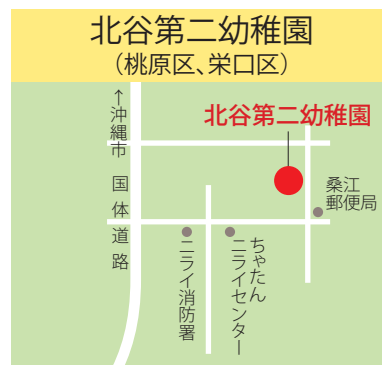 北谷第二幼稚園
（桃原区、栄口区）
←沖縄市
北谷第二幼稚園
国体道路
桑江
郵便局
ニライ消防署
ちゃたん
ニライセンター